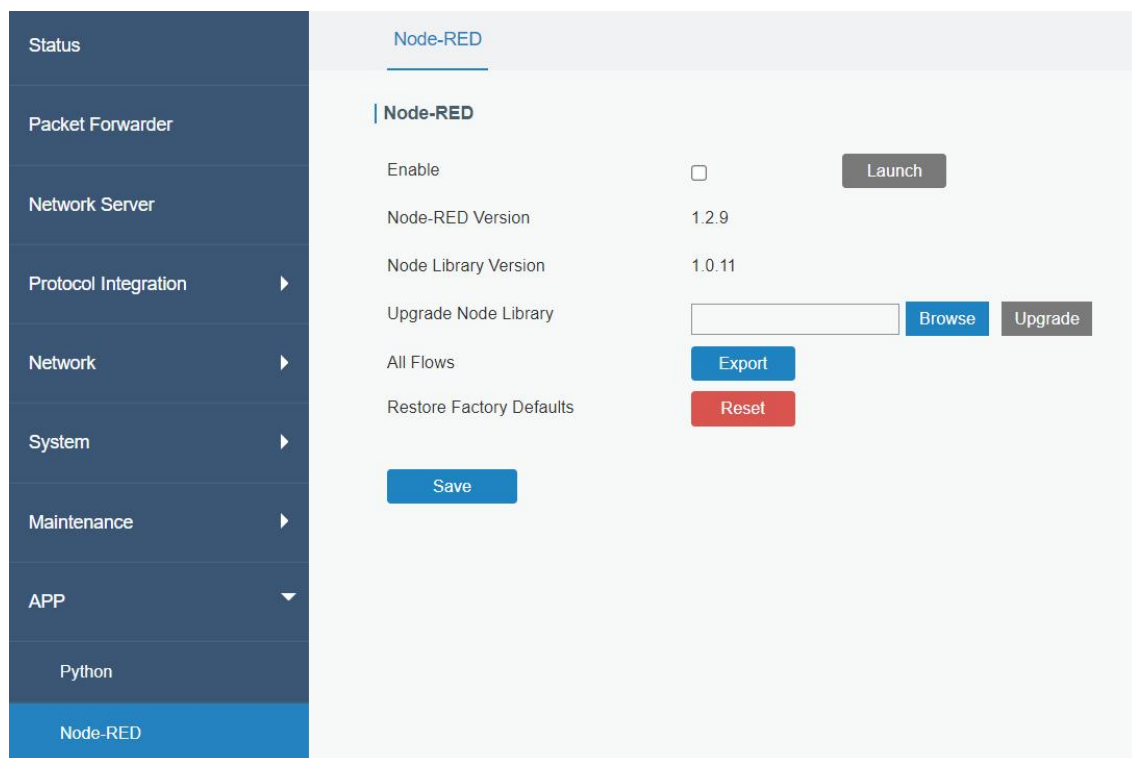 Status
Packet Forwarder
Network Server
Protocol Integration
Network
System
Maintenance
APP
Python
Node-RED
Node-RED
Node-RED
Enable Launch
Node-RED Version 1.2.9
Node Library Version 1.0.11
Upgrade Node Library Browse Upgrade
All Flows Export
Restore Factory Defaults Reset
Save